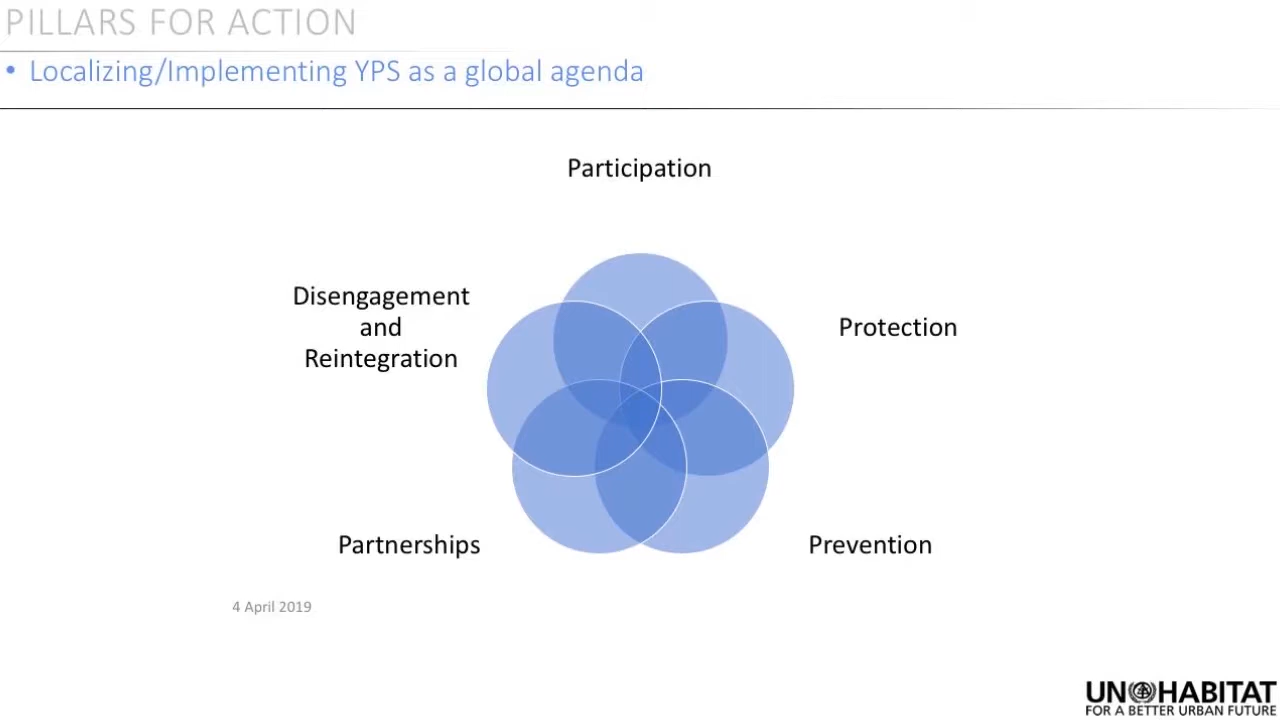 PILLARS FOR ACTION
• Localizing/Implementing YPS as a global agenda
Participation
Disengagement
and
Reintegration
Protection
Partnerships
Prevention
4 April 2019
UN HABITAT
FOR A BETTER URBAN FUTURE